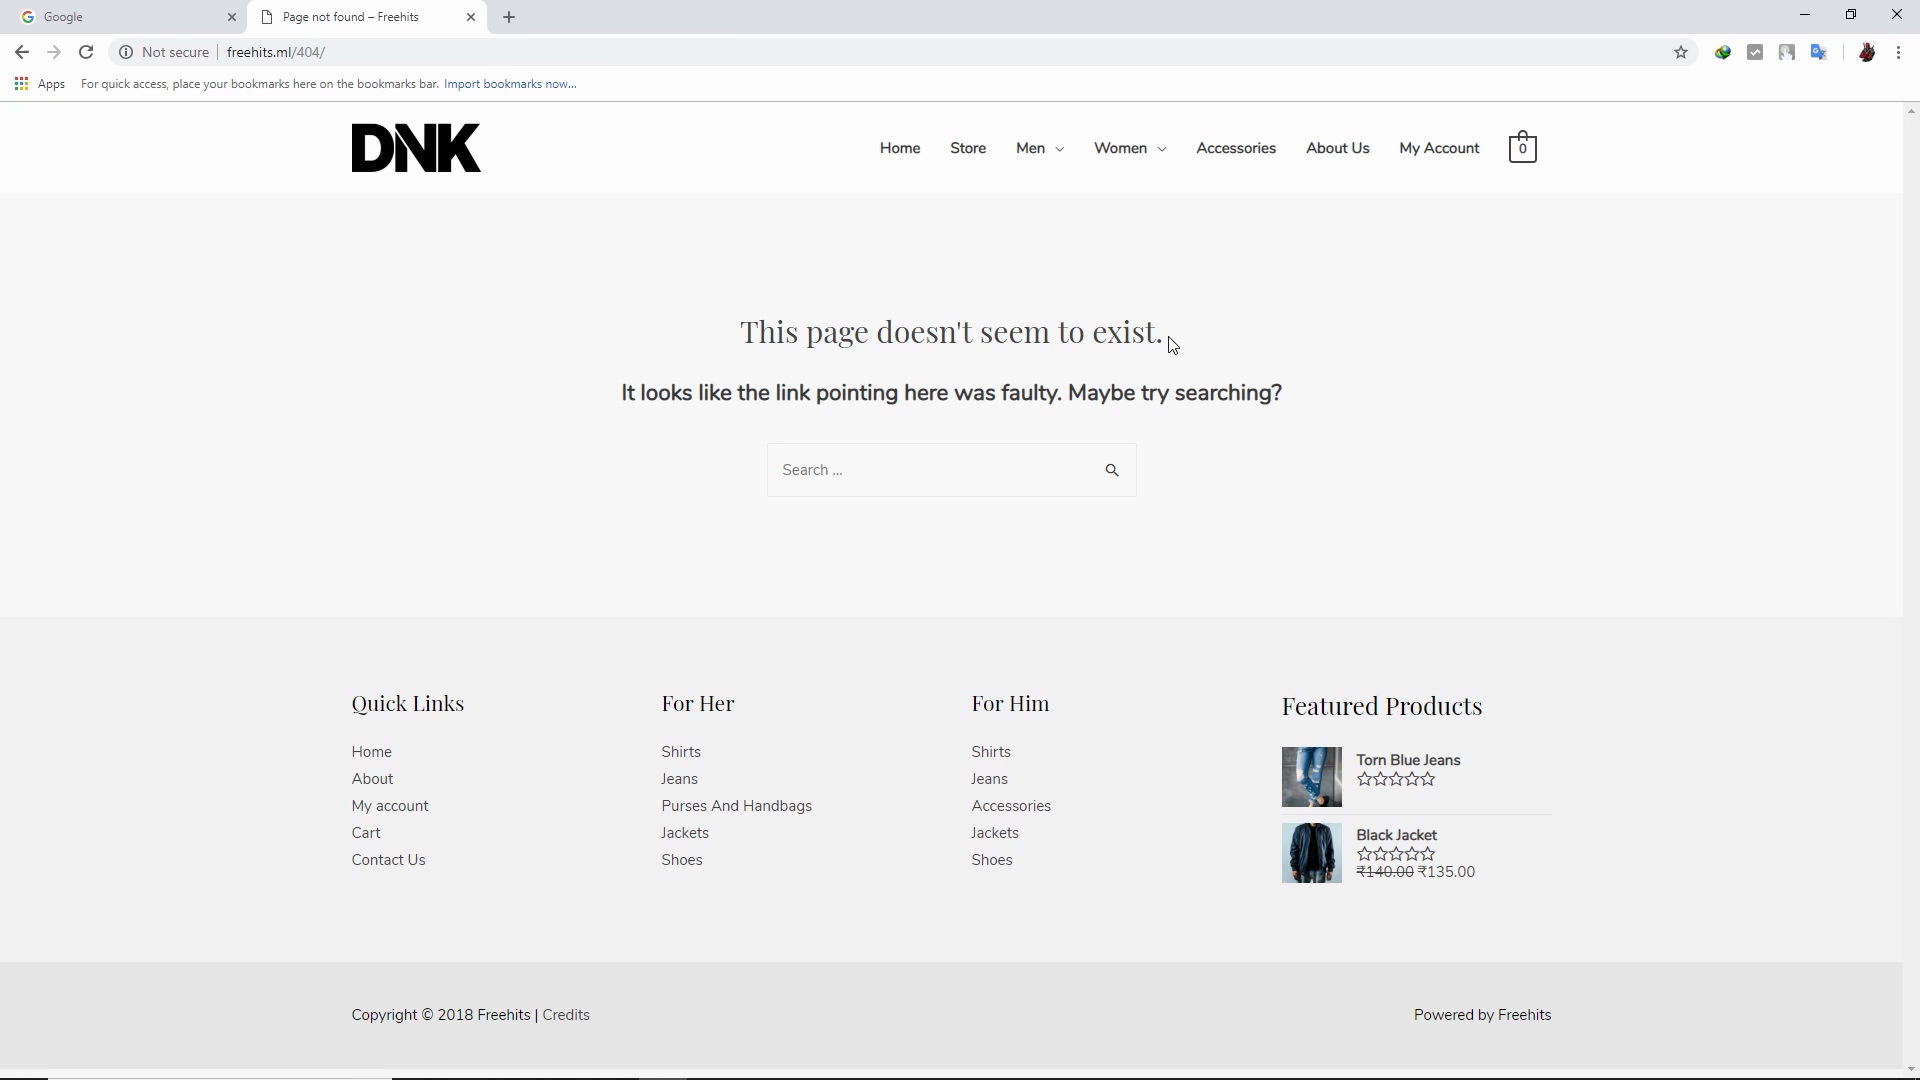 Google
Page not found – Freehits
Not secure
freehits.ml/404/
Apps
For quick access, place your bookmarks here on the bookmarks bar. Import bookmarks now...
DNK
Home
Store
Men
Women
Accessories
About Us
My Account
0
This page doesn't seem to exist.
It looks like the link pointing here was faulty. Maybe try searching?
Search ...
Quick Links
Home
About
My account
Cart
Contact Us
For Her
Shirts
Jeans
Purses And Handbags
Jackets
Shoes
For Him
Shirts
Jeans
Accessories
Jackets
Shoes
Featured Products
Torn Blue Jeans
Black Jacket
₹140.00 ₹135.00
Copyright © 2018 Freehits | Credits
Powered by Freehits